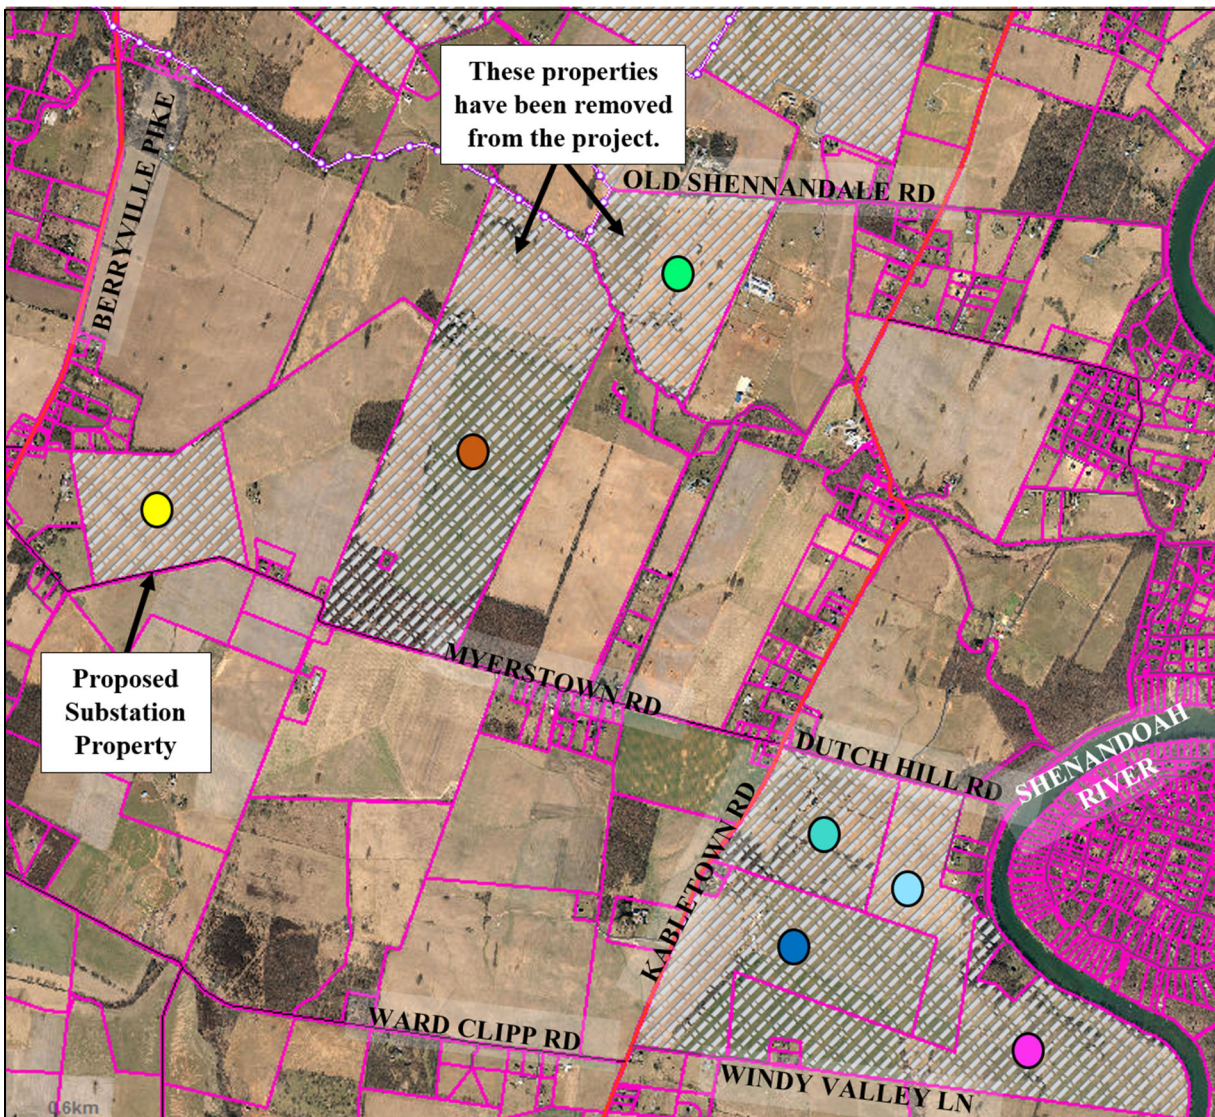 These properties
have been removed
from the project.
BERRYVILLE PIKE
OLD SHENNANDALE RD
Proposed
Substation
Property
MYERSTOWN RD
DUTCH HILL RD
SHENANDOAH
RIVER
KABLETOWN RD
WARD CLIPP RD
WINDY VALLEY LN
0.6km